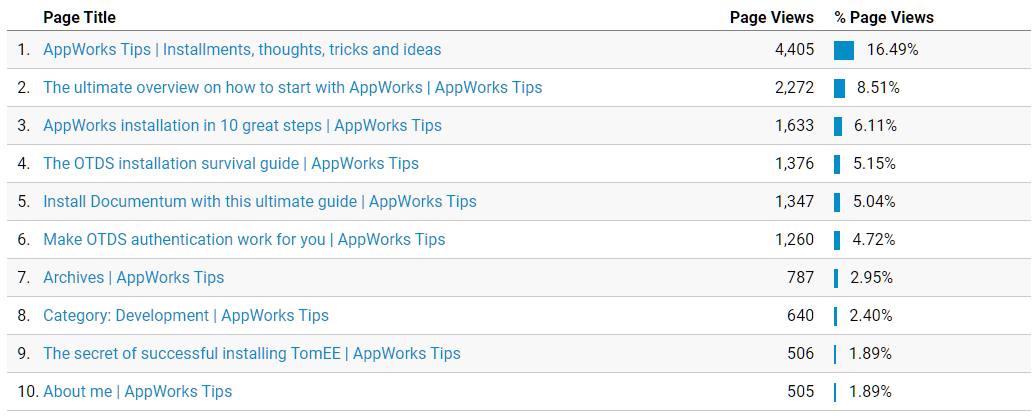 Page Title Page Views % Page Views
1. AppWorks Tips | Installments, thoughts, tricks and ideas 4,405 16.49%
2. The ultimate overview on how to start with AppWorks | AppWorks Tips 2,272 8.51%
3. AppWorks installation in 10 great steps | AppWorks Tips 1,633 6.11%
4. The OTDS installation survival guide | AppWorks Tips 1,376 5.15%
5. Install Documentum with this ultimate guide | AppWorks Tips 1,347 5.04%
6. Make OTDS authentication work for you | AppWorks Tips 1,260 4.72%
7. Archives | AppWorks Tips 787 2.95%
8. Category: Development | AppWorks Tips 640 2.40%
9. The secret of successful installing TomEE | AppWorks Tips 506 1.89%
10. About me | AppWorks Tips 505 1.89%